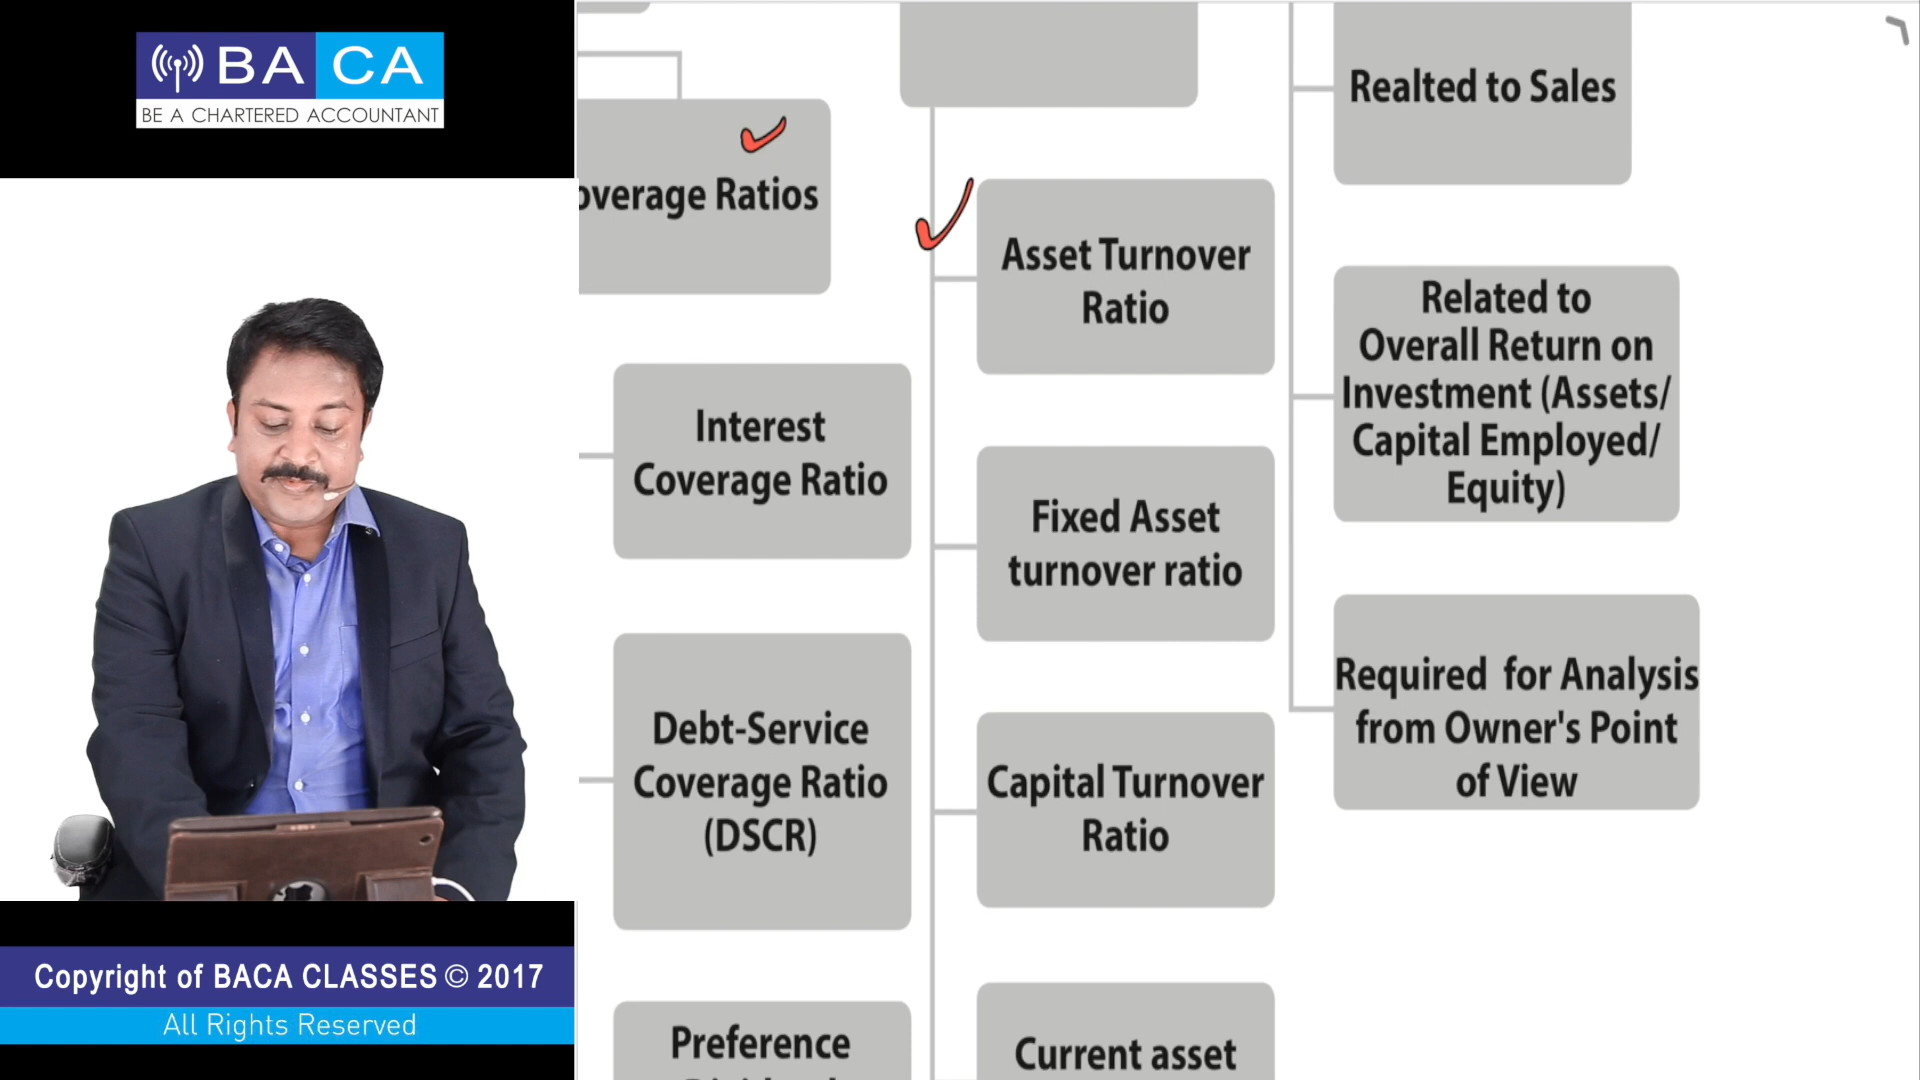 BA CA
BE A CHARTERED ACCOUNTANT
Copyright of BACA CLASSES © 2017
All Rights Reserved
overage Ratios
Interest
Coverage Ratio
Debt-Service
Coverage Ratio
(DSCR)
Preference
Asset Turnover
Ratio
Fixed Asset
turnover ratio
Capital Turnover
Ratio
Current asset
Realted to Sales
Related to
Overall Return on
Investment (Assets/
Capital Employed/
Equity)
Required for Analysis
from Owner's Point
of View